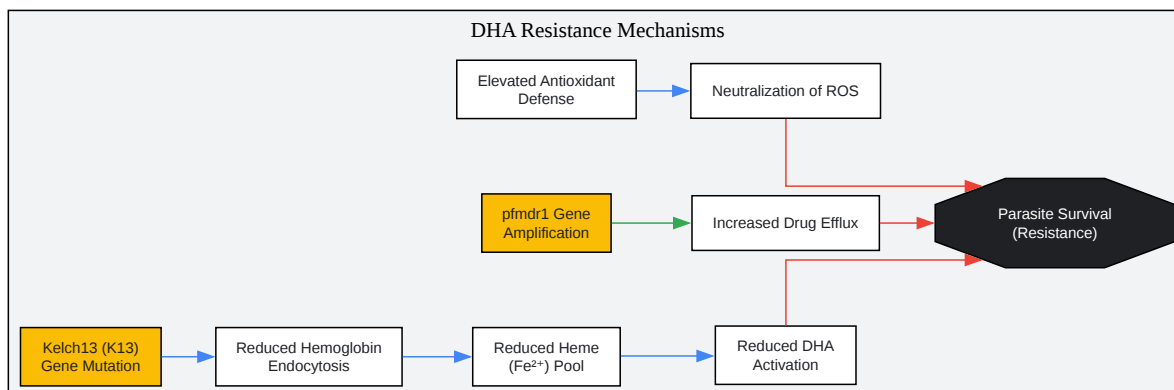 DHA Resistance Mechanisms
Elevated Antioxidant
Defense
Neutralization of ROS
pfmdr1 Gene
Amplification
Increased Drug Efflux
Parasite Survival
(Resistance)
Kelch13 (K13)
Gene Mutation
Reduced Hemoglobin
Endocytosis
Reduced Heme
(Fe²⁺) Pool
Reduced DHA
Activation